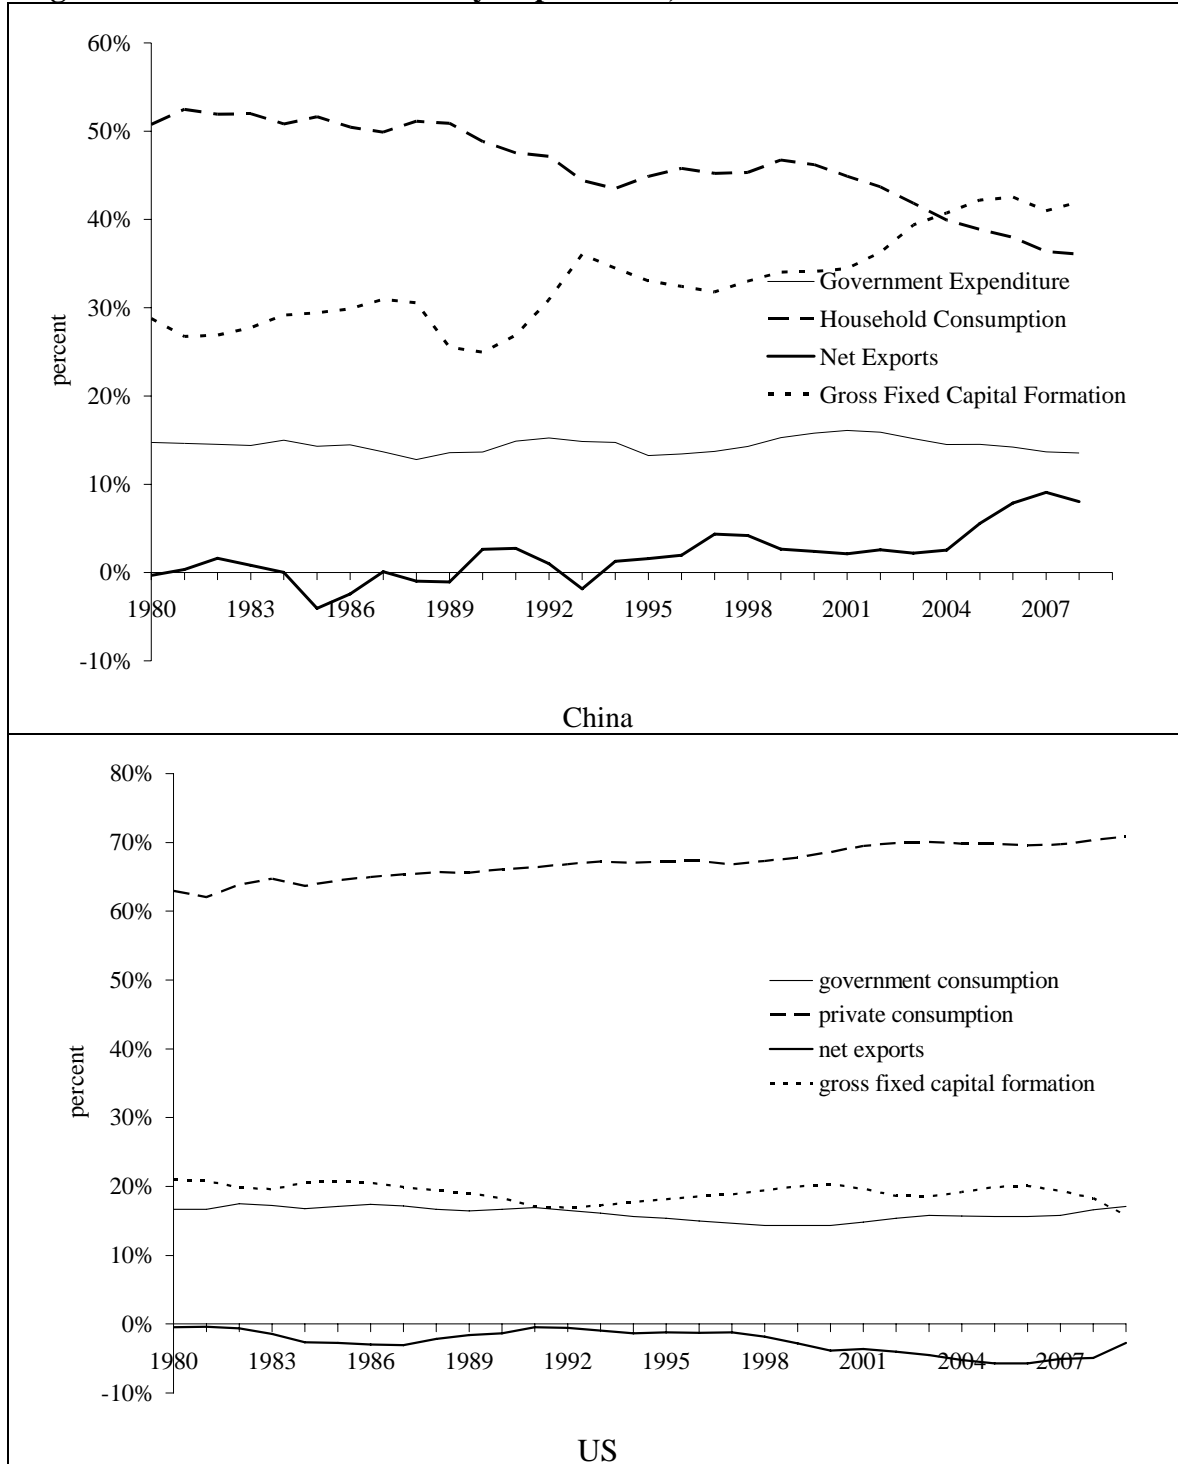 60%
50%
40%
30%
20%
10%
0%
-10%
percent
Government Expenditure
Household Consumption
Net Exports
Gross Fixed Capital Formation
1980 1983 1986 1989 1992 1995 1998 2001 2004 2007
China
80%
70%
60%
50%
40%
30%
20%
10%
0%
-10%
percent
government consumption
private consumption
net exports
gross fixed capital formation
1980 1983 1986 1989 1992 1995 1998 2001 2004 2007
US